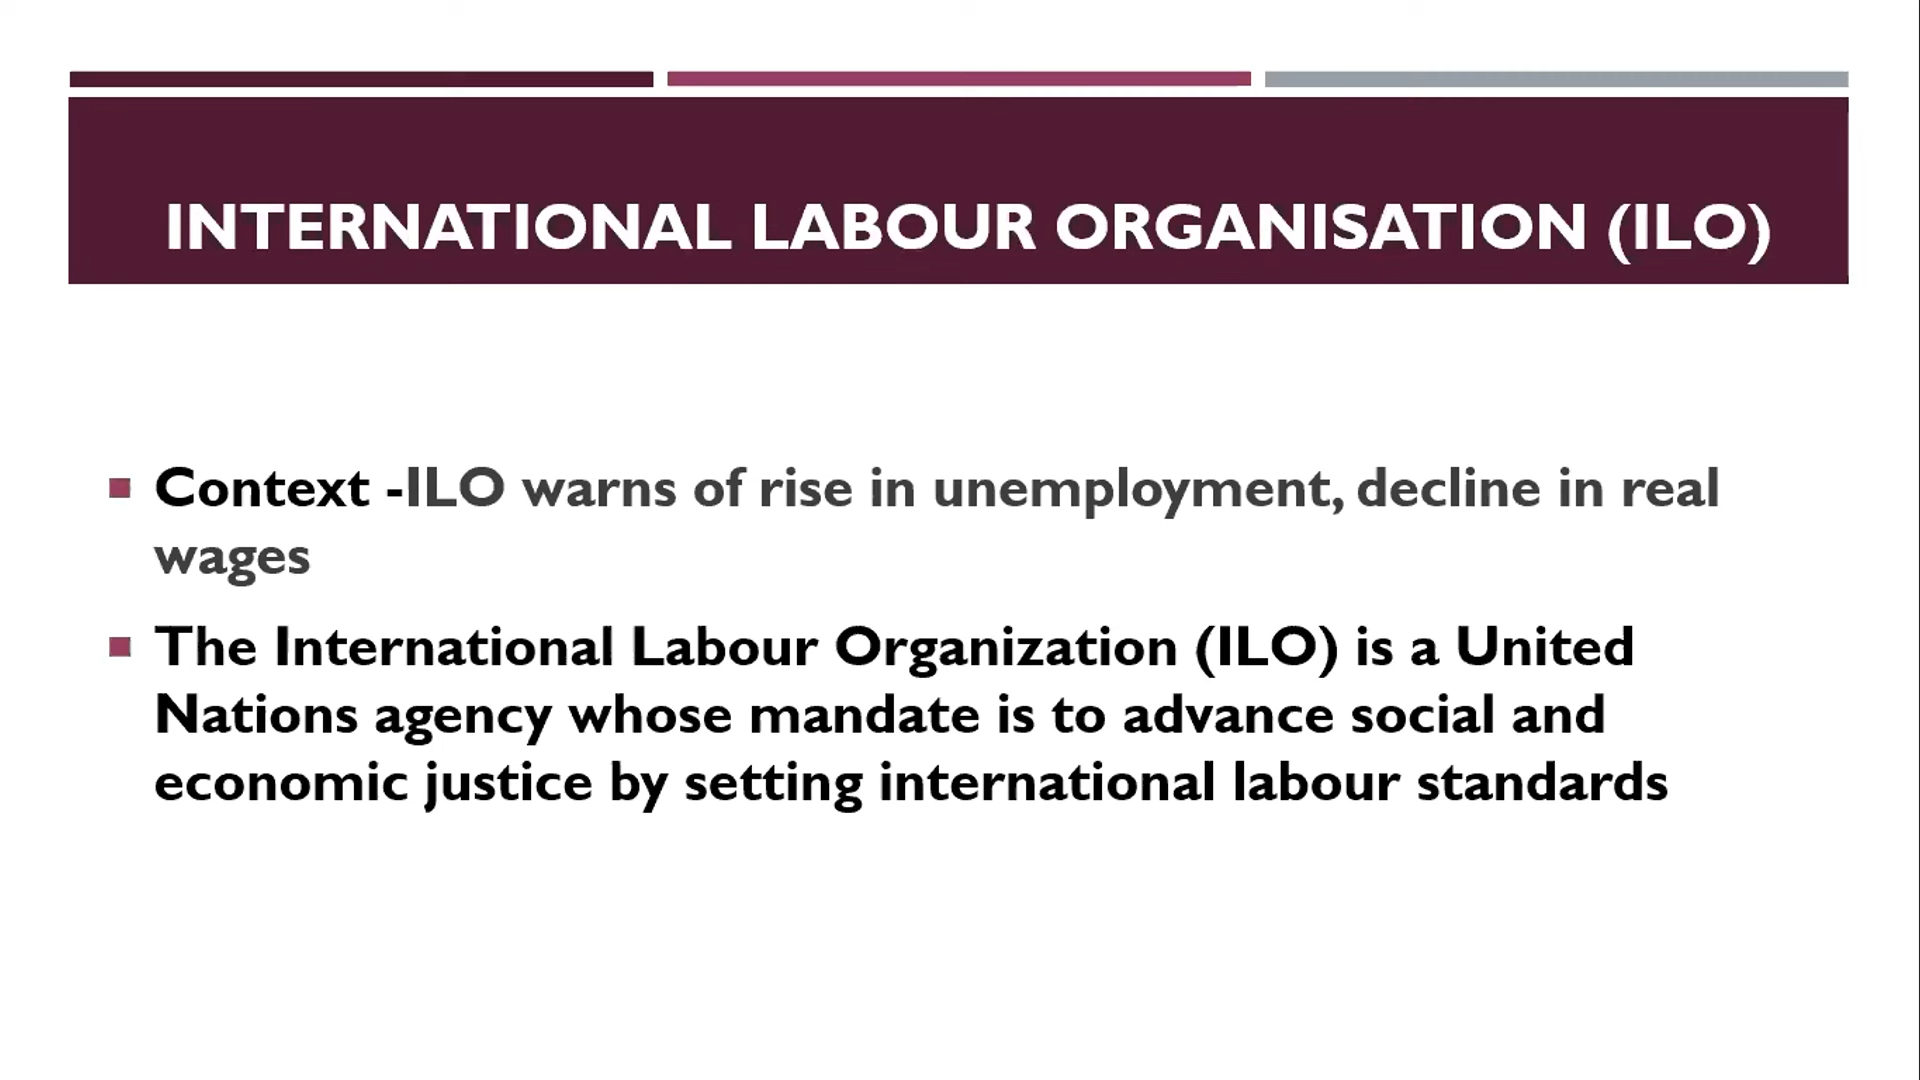 INTERNATIONAL LABOUR ORGANISATION (ILO)
Context -ILO warns of rise in unemployment, decline in real
wages
The International Labour Organization (ILO) is a United
Nations agency whose mandate is to advance social and
economic justice by setting international labour standards